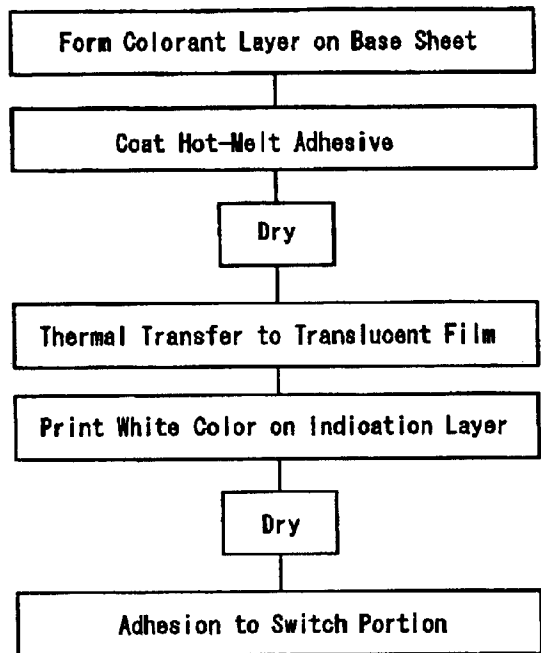 Form Colorant Layer on Base Sheet
Coat Hot-Melt Adhesive
Dry
Thermal Transfer to Translucent Film
Print White Color on Indication Layer
Dry
Adhesion to Switch Portion